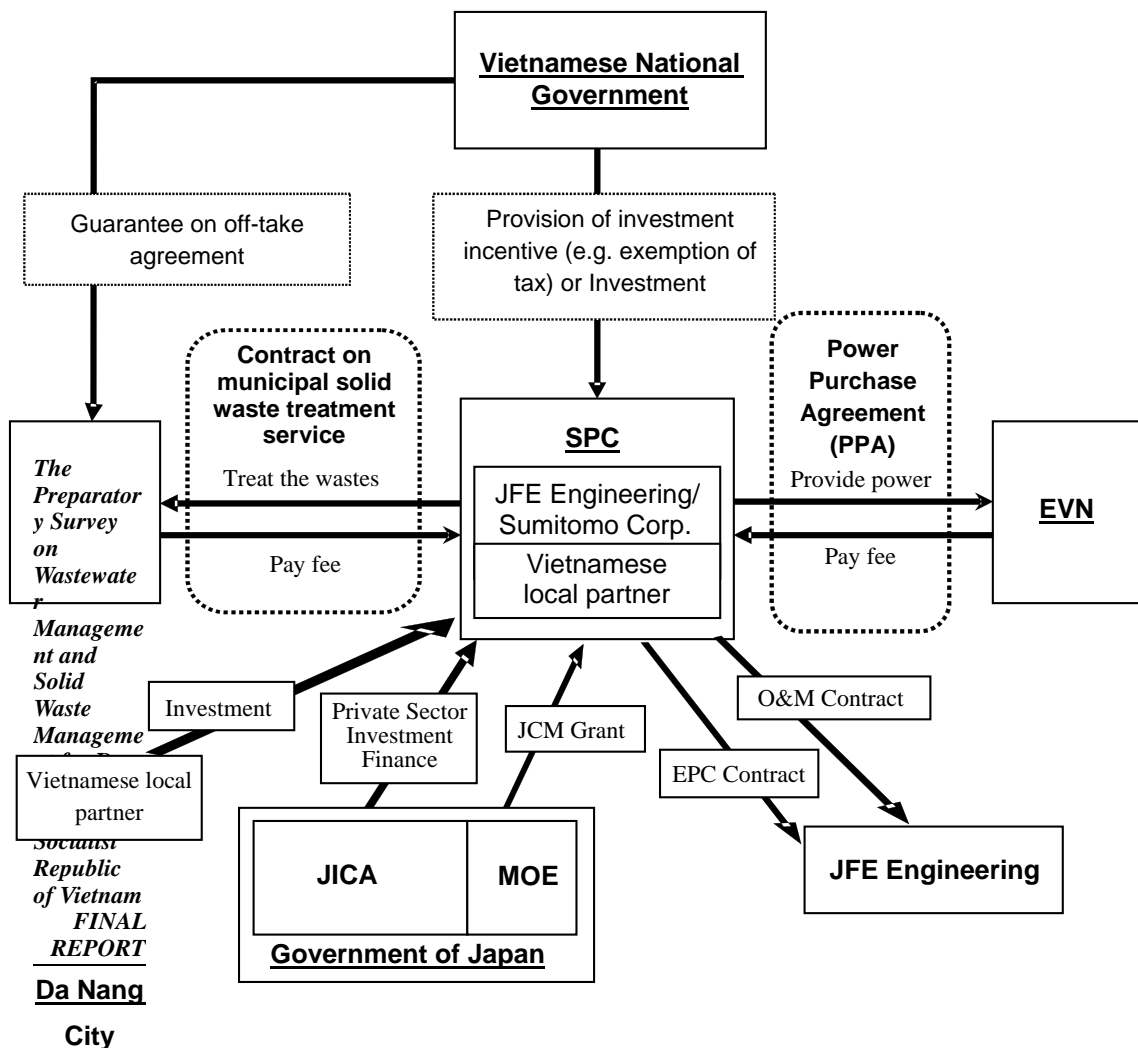 Vietnamese National
Government
Guarantee on off-take
agreement
Provision of investment
incentive (e.g. exemption of
tax) or Investment
Contract on
municipal solid
waste treatment
service
Treat the wastes
Pay fee
SPC
JFE Engineering/
Sumitomo Corp.
Vietnamese
local partner
Power
Purchase
Agreement
(PPA)
Provide power
Pay fee
EVN
The
Preparator
y Survey
on
Wastewate
r
Manageme
nt and
Solid
Waste
Manageme
Socialist
Republic
of Vietnam
FINAL
REPORT
Da Nang
City
Investment
Vietnamese local
partner
Private Sector
Investment
Finance
JCM Grant
O&M Contract
EPC Contract
JICA
MOE
Government of Japan
JFE Engineering